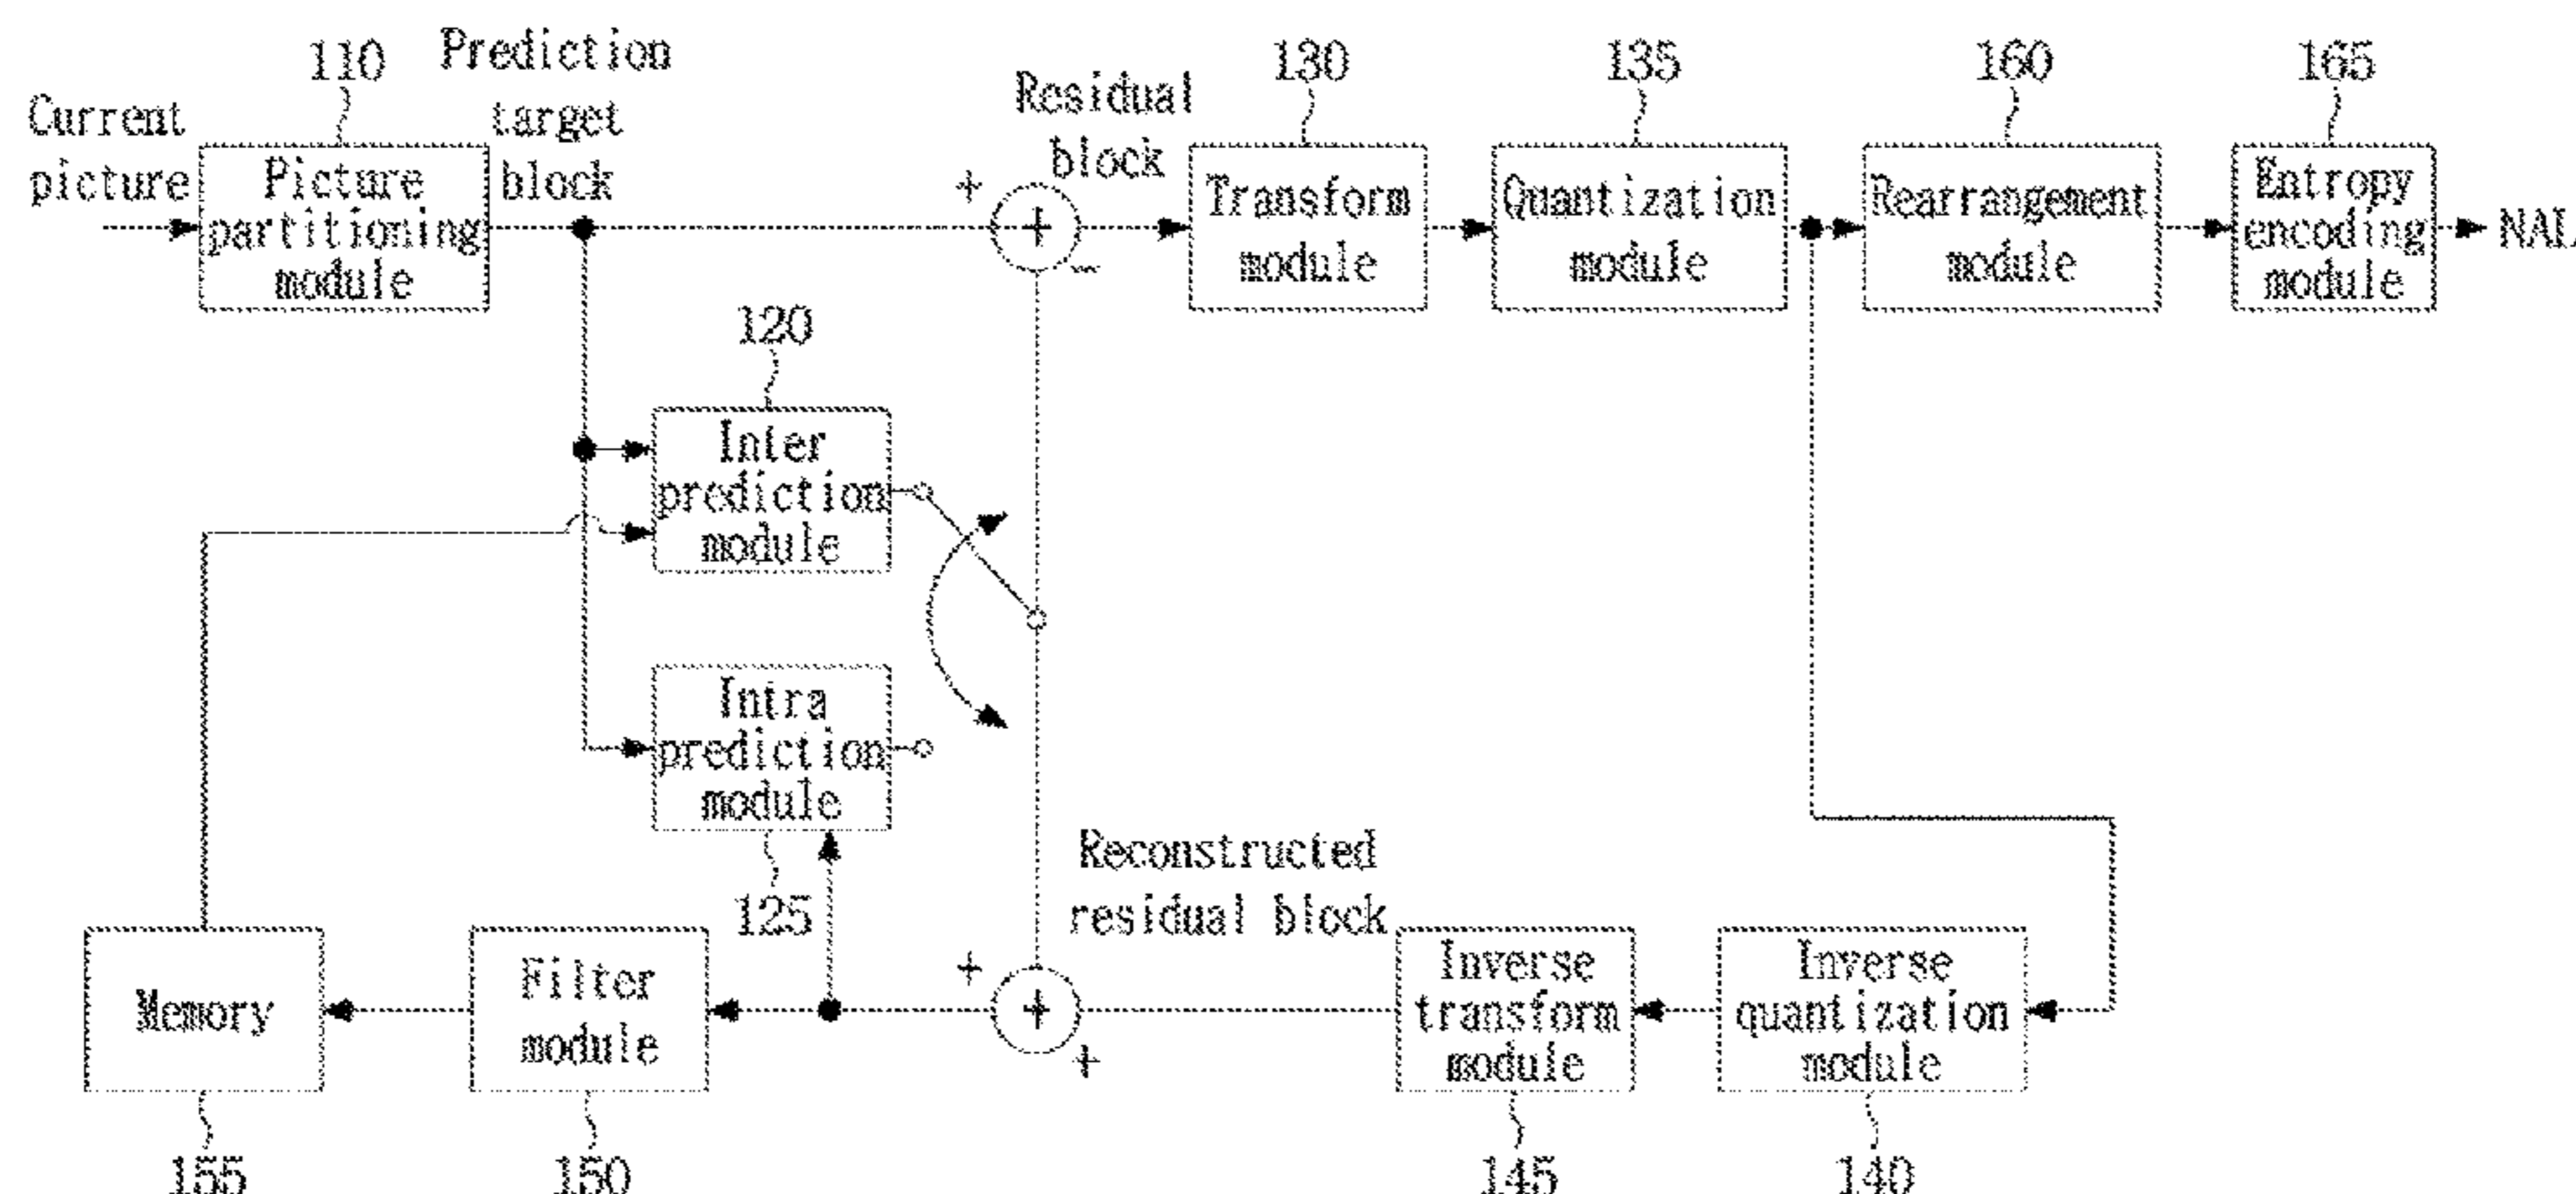 110
Prediction
target
block
Current
picture
Picture
partitioning
module
Residual
block
130
Transform
module
135
Quantization
module
160
Rearrangement
module
165
Entropy
encoding
module
NAL
+
+
−
120
Inter
prediction
module
Intra
prediction
module
125
Reconstructed
residual block
Memory
155
Filter
module
150
+
+
+
Inverse
transform
module
145
Inverse
quantization
module
140